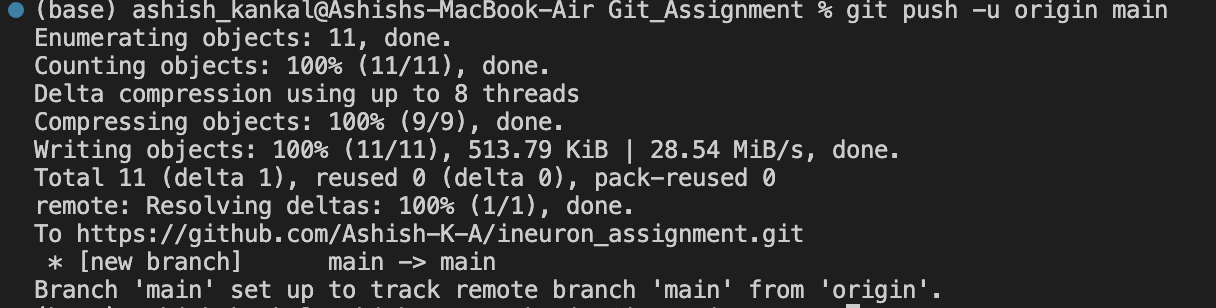 (base) ashish_kankal@Ashishs-MacBook-Air Git_Assignment % git push -u origin main
Enumerating objects: 11, done.
Counting objects: 100% (11/11), done.
Delta compression using up to 8 threads
Compressing objects: 100% (9/9), done.
Writing objects: 100% (11/11), 513.79 KiB | 28.54 MiB/s, done.
Total 11 (delta 1), reused 0 (delta 0), pack-reused 0
remote: Resolving deltas: 100% (1/1), done.
To https://github.com/Ashish-K-A/ineuron_assignment.git
 * [new branch]      main -> main
Branch 'main' set up to track remote branch 'main' from 'origin'.